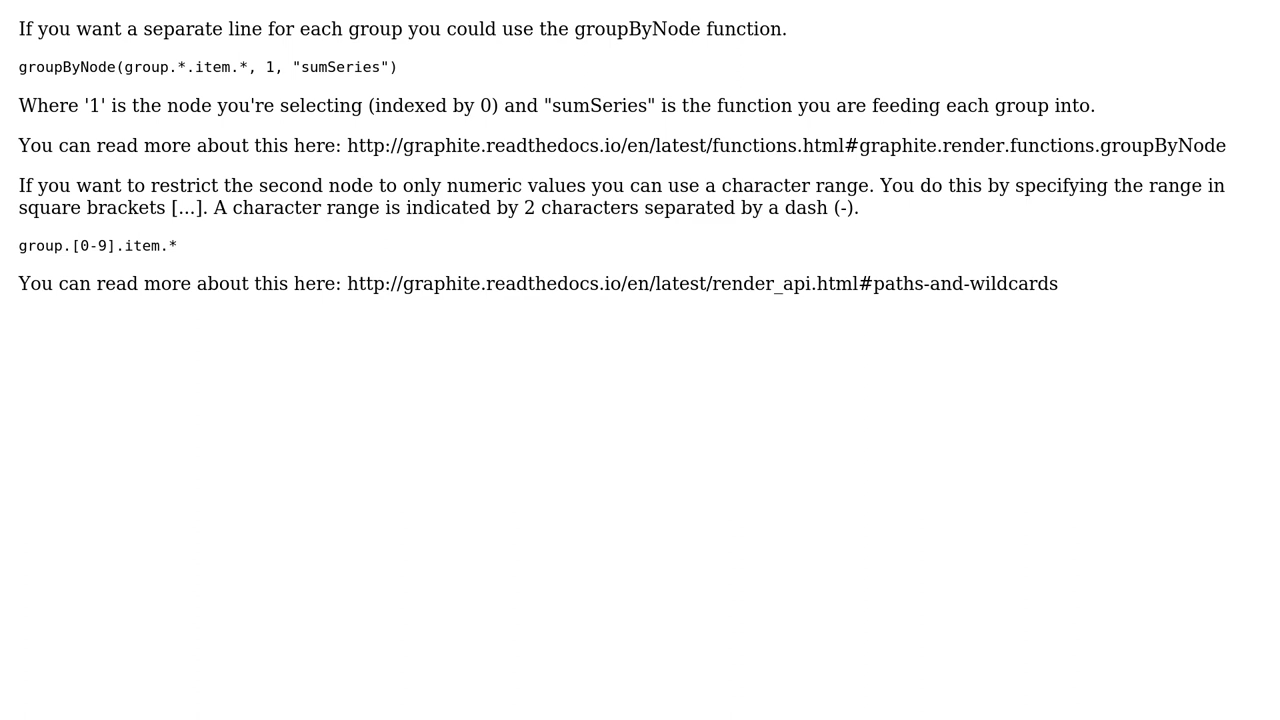 If you want a separate line for each group you could use the groupByNode function.
groupByNode(group.*.item.*, 1, "sumSeries")
Where '1' is the node you're selecting (indexed by 0) and "sumSeries" is the function you are feeding each group into.
You can read more about this here: http://graphite.readthedocs.io/en/latest/functions.html#graphite.render.functions.groupByNode
If you want to restrict the second node to only numeric values you can use a character range. You do this by specifying the range in
square brackets [...]. A character range is indicated by 2 characters separated by a dash (-).
group.[0-9].item.*
You can read more about this here: http://graphite.readthedocs.io/en/latest/render_api.html#paths-and-wildcards